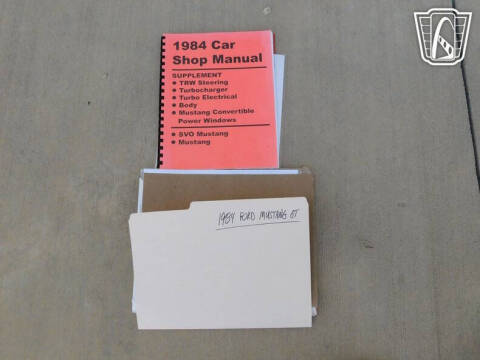 1984 Car
Shop Manual
SUPPLEMENT
● TRW Steering
● Turbocharger
● Turbo Electrical
● Body
● Mustang Convertible
Power Windows
● SVO Mustang
● Mustang
1984 FORD MUSTANG GT